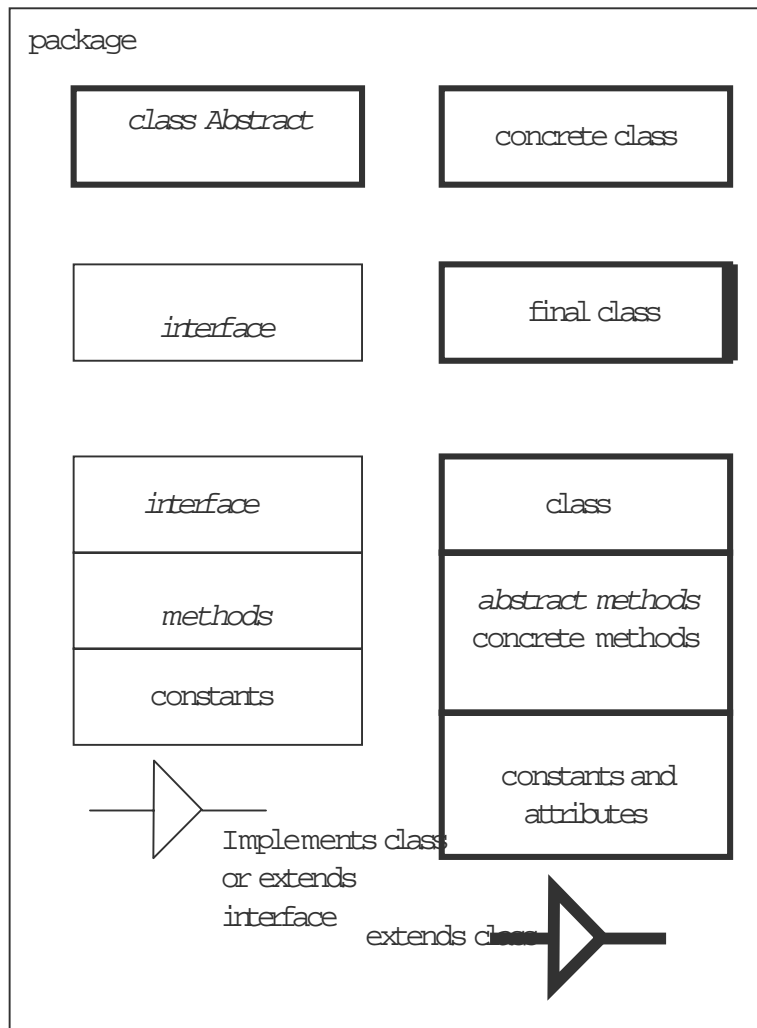 package
class Abstract
concrete class
interface
final class
interface
methods
constants
class
abstract methods
concrete methods
constants and
attributes
Implements class
or extends
interface
extends class